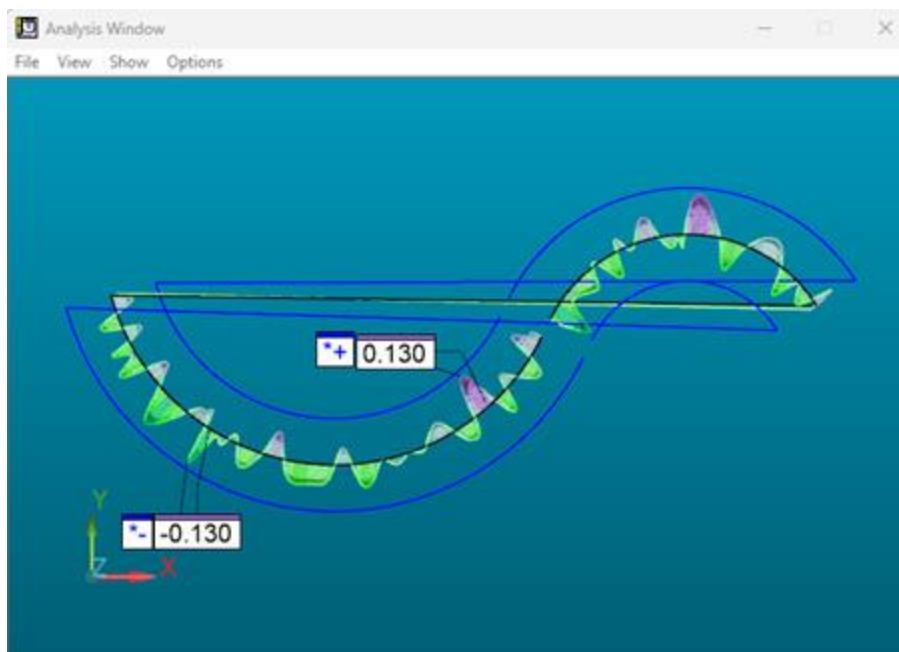 Analysis Window
File View Show Options
*+ 0.130
*- -0.130
Y
Z X